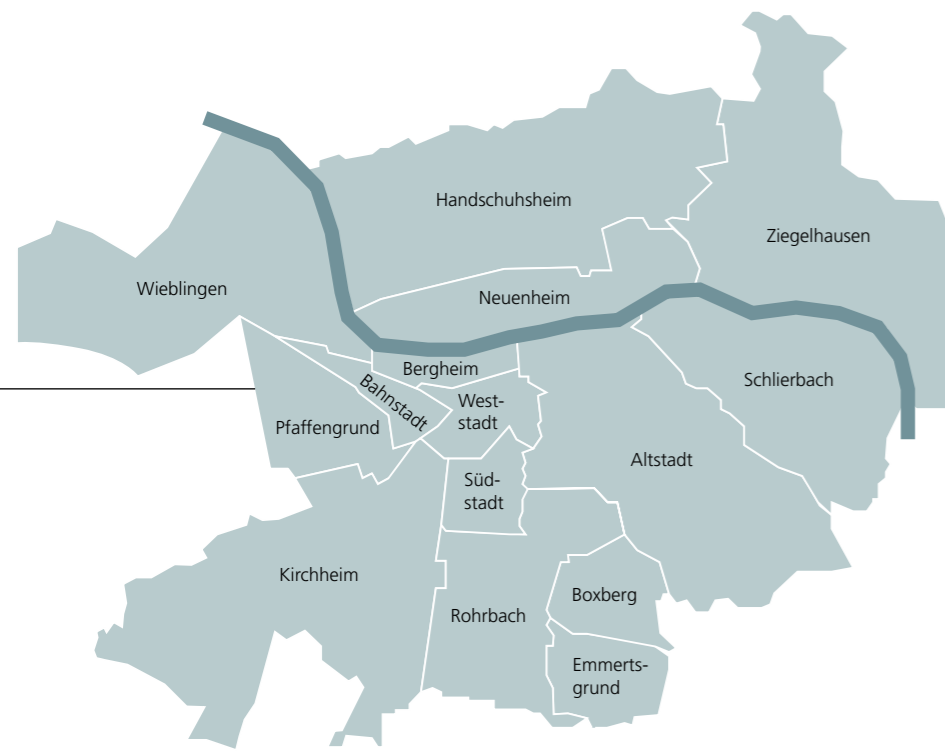 Handschuhsheim
Ziegelhausen
Wieblingen
Neuenheim
Bergheim
Schlierbach
Bahnstadt
West-
stadt
Pfaffengrund
Altstadt
Süd-
stadt
Kirchheim
Boxberg
Rohrbach
Emmerts-
grund